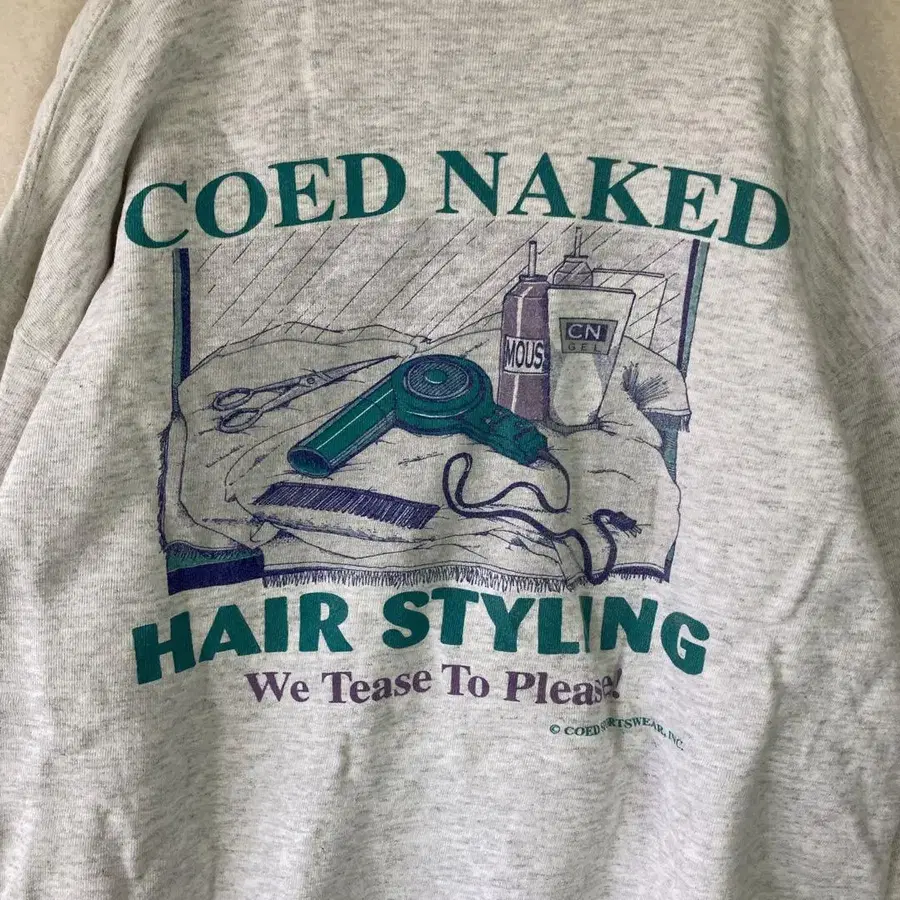 COED NAKED
MOUS
CN
GEL
HAIR STYLING
We Tease To Please!
© COED SPORTSWEAR, INC.